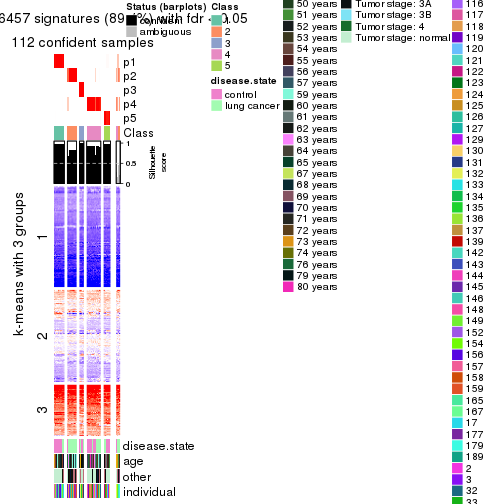 6457 signatures (89 %) with fdr < 0.05
112 confident samples
p1
p2
p3
p4
p5
Class
1
0.5
0
Silhouette
score
k-means with 3 groups
1
2
3
disease.state
age
other
individual
Status (barplots)
confident
ambiguous
Class
1
2
3
4
5
disease.state
control
lung cancer
50 years
51 years
52 years
53 years
54 years
55 years
56 years
57 years
59 years
60 years
61 years
62 years
63 years
64 years
65 years
67 years
68 years
69 years
70 years
71 years
72 years
73 years
74 years
76 years
79 years
80 years
Tumor stage: 3A
Tumor stage: 3B
Tumor stage: 4
Tumor stage: normal
116
117
118
119
120
121
122
123
124
125
126
127
129
130
131
132
133
134
135
136
137
139
142
143
144
145
146
148
149
152
154
156
157
158
159
165
167
17
177
179
189
2
3
32
33